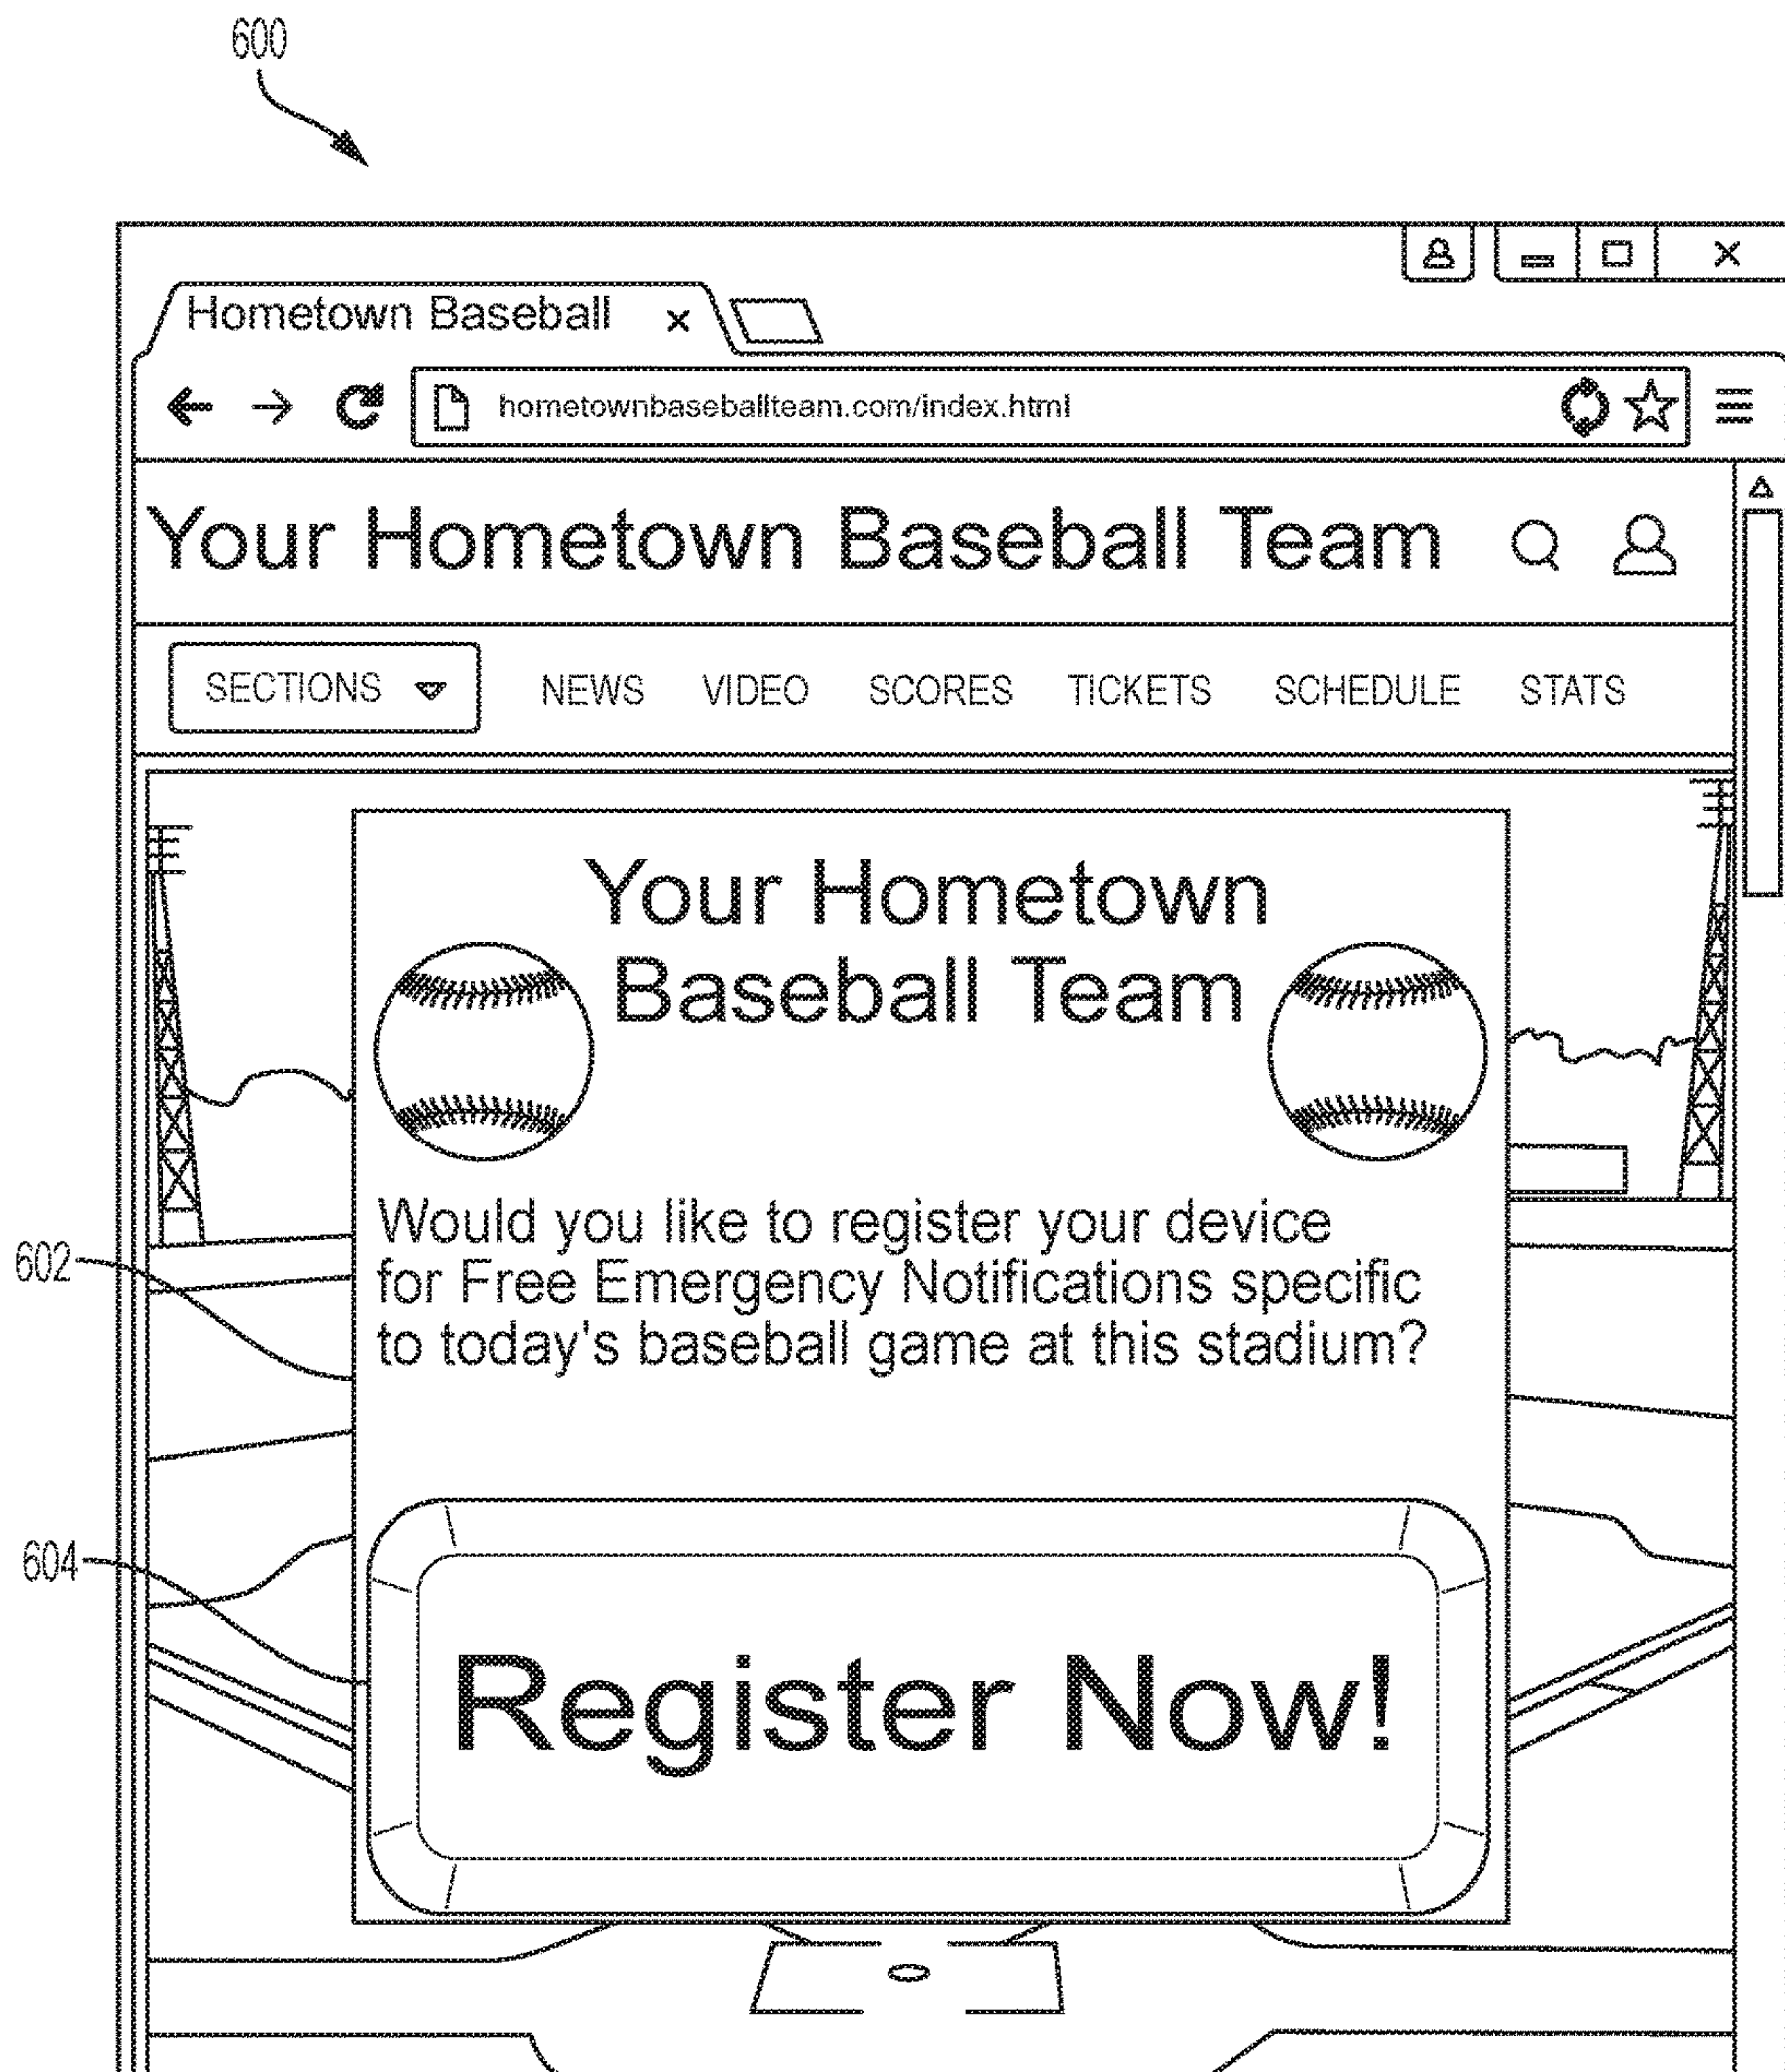 600
Hometown Baseball x
hometownbaseballteam.com/index.html
Your Hometown Baseball Team
SECTIONS NEWS VIDEO SCORES TICKETS SCHEDULE STATS
Your Hometown
Baseball Team
Would you like to register your device
602
for Free Emergency Notifications specific
to today's baseball game at this stadium?
604
Register Now!